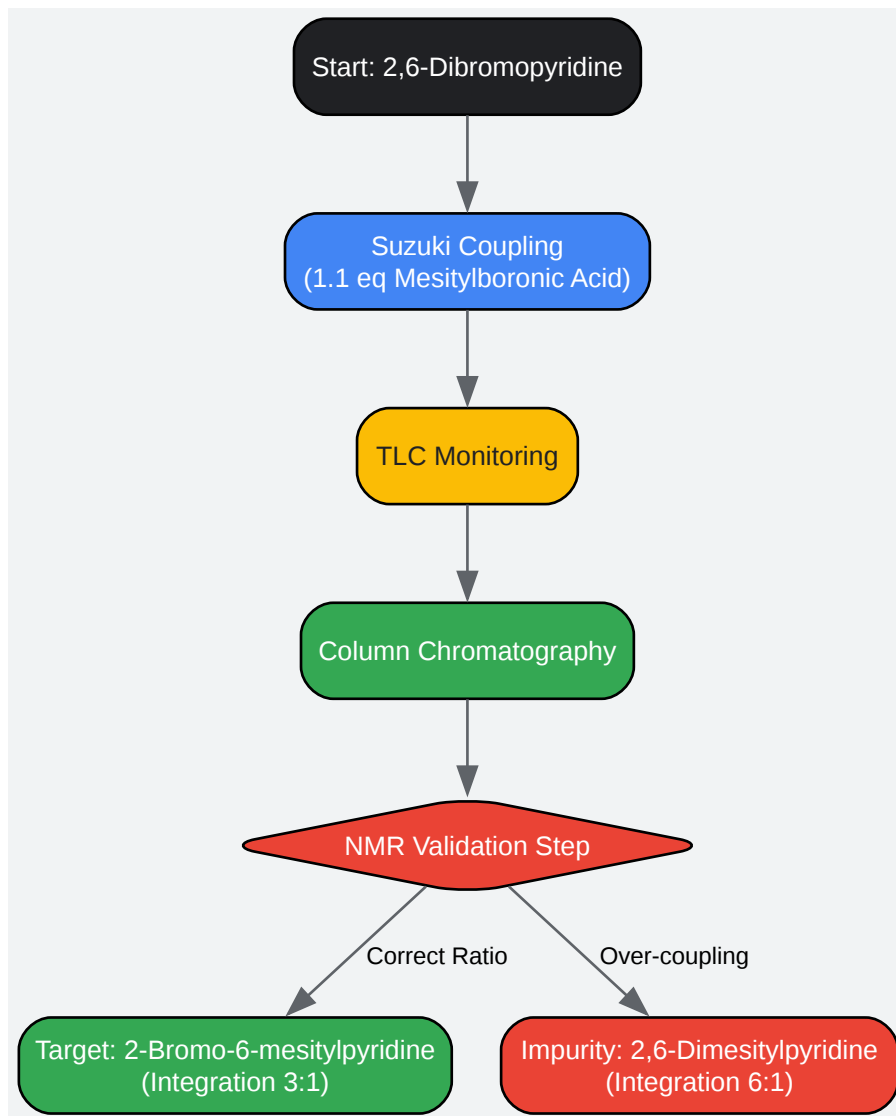 Start: 2,6-Dibromopyridine
Suzuki Coupling
(1.1 eq Mesitylboronic Acid)
TLC Monitoring
Column Chromatography
NMR Validation Step
Correct Ratio
Over-coupling
Target: 2-Bromo-6-mesitylpyridine
(Integration 3:1)
Impurity: 2,6-Dimesitylpyridine
(Integration 6:1)